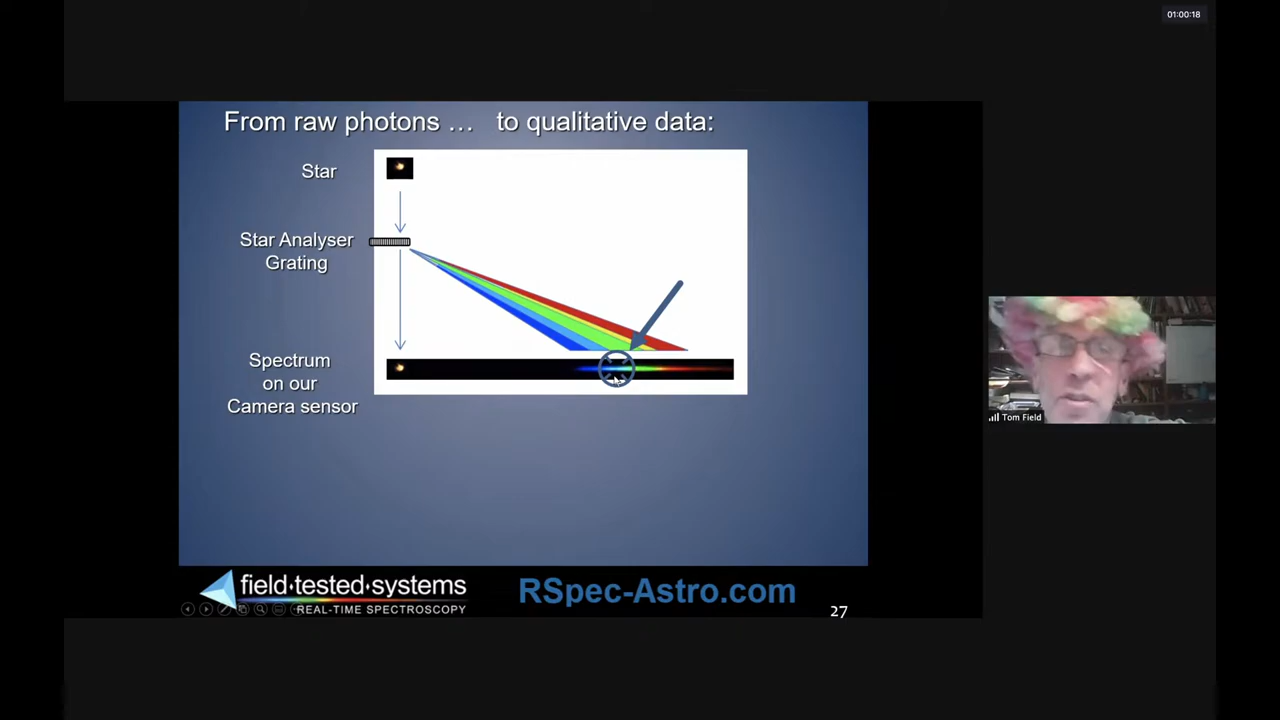 01:00:18
From raw photons … to qualitative data:
Star
Star Analyser
Grating
Spectrum
on our
Camera sensor
Tom Field
field·tested·systems
REAL-TIME SPECTROSCOPY
RSpec-Astro.com
27